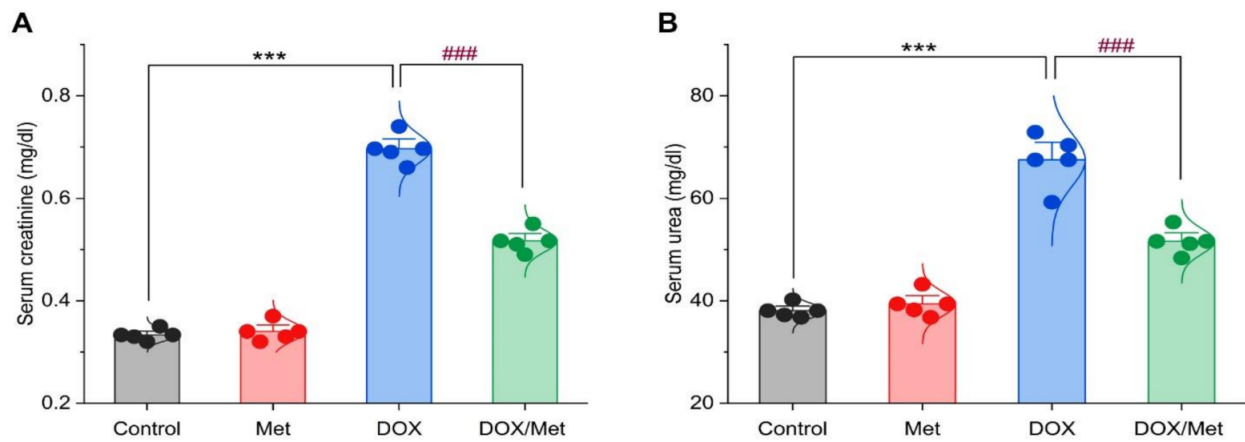 A
Serum creatinine (mg/dl)
0.8
0.6
0.4
0.2
***
###
Control Met DOX DOX/Met
B
Serum urea (mg/dl)
80
60
40
20
***
###
Control Met DOX DOX/Met